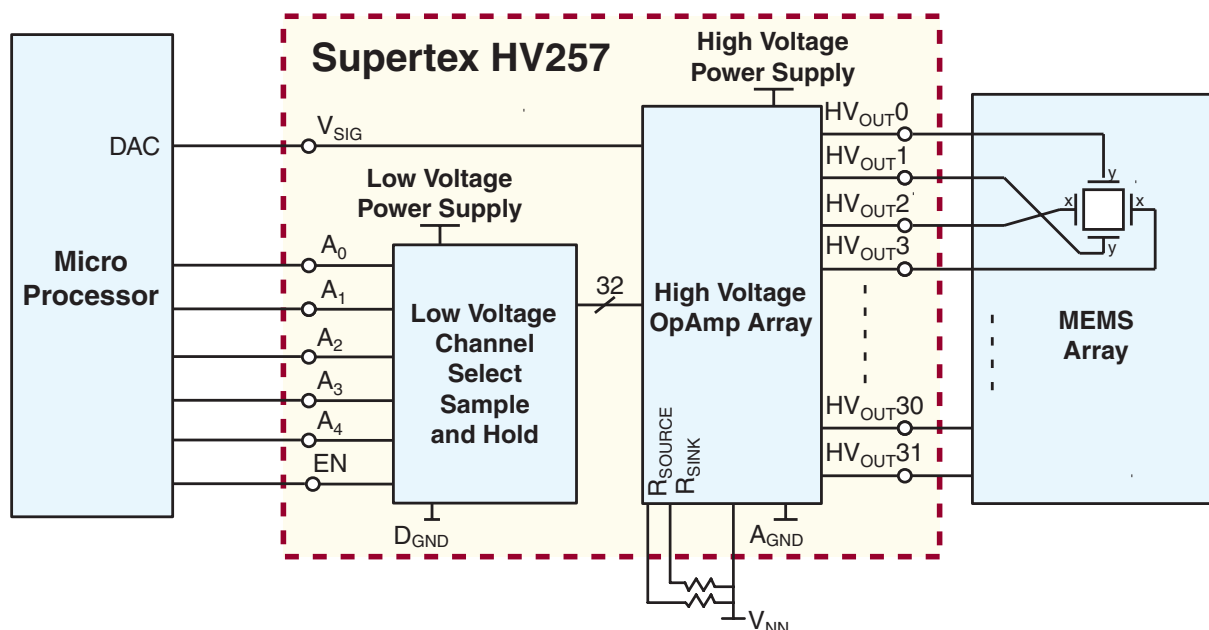 Supertex HV257
Micro
Processor
DAC
VSIG
Low Voltage
Power Supply
A0
A1
A2
A3
A4
EN
Low Voltage
Channel
Select
Sample
and Hold
DGND
32
High Voltage
Power Supply
High Voltage
OpAmp Array
RSOURCE
RSINK
AGND
VNN
HVOUT0
HVOUT1
HVOUT2
HVOUT3
HVOUT30
HVOUT31
y
x
x
y
MEMS
Array